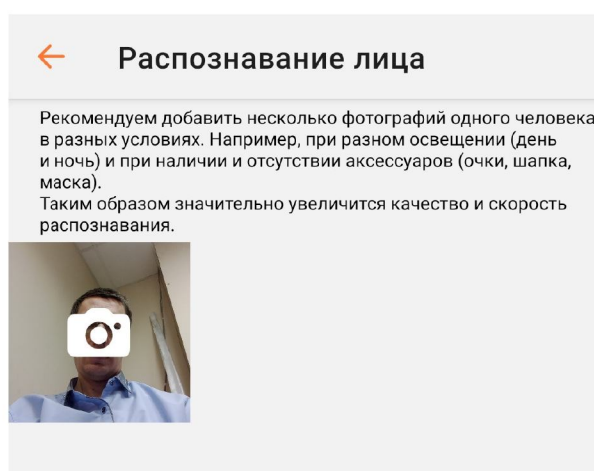 Распознавание лица
Рекомендуем добавить несколько фотографий одного человека
в разных условиях. Например, при разном освещении (день
и ночь) и при наличии и отсутствии аксессуаров (очки, шапка,
маска).
Таким образом значительно увеличится качество и скорость
распознавания.